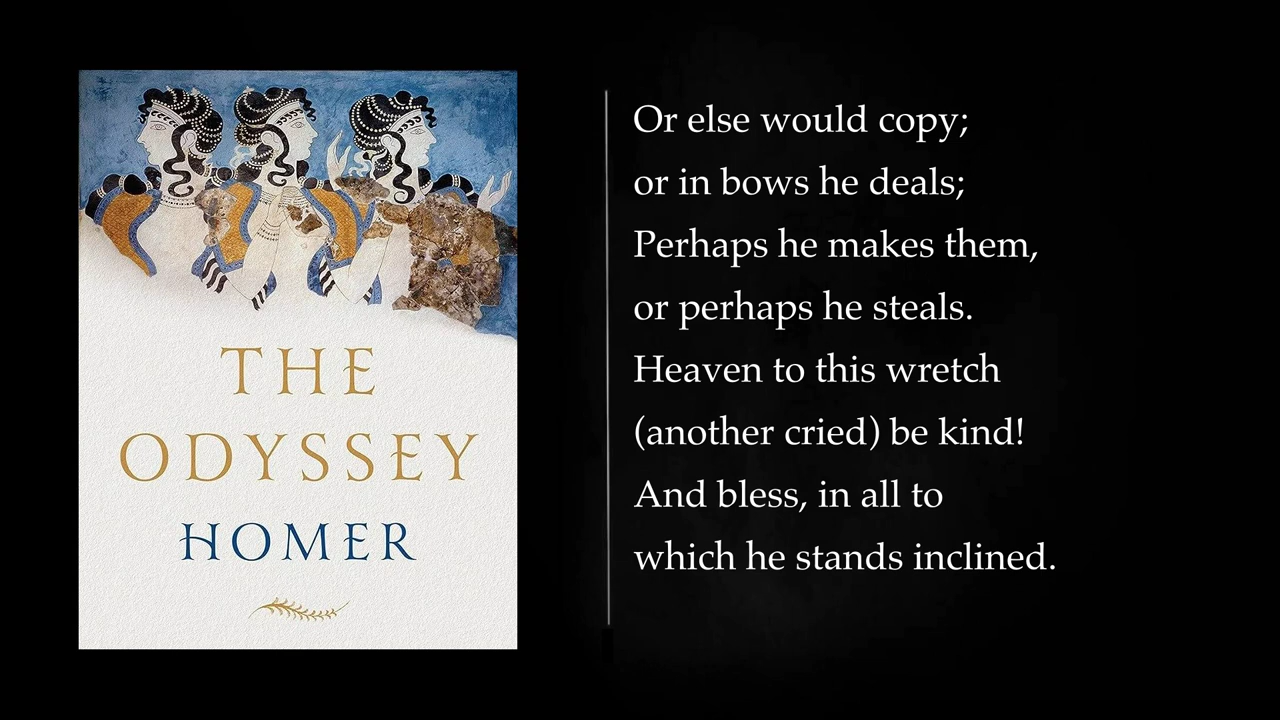 THE
ODYSSEY
HOMER
Or else would copy;
or in bows he deals;
Perhaps he makes them,
or perhaps he steals.
Heaven to this wretch
(another cried) be kind!
And bless, in all to
which he stands inclined.